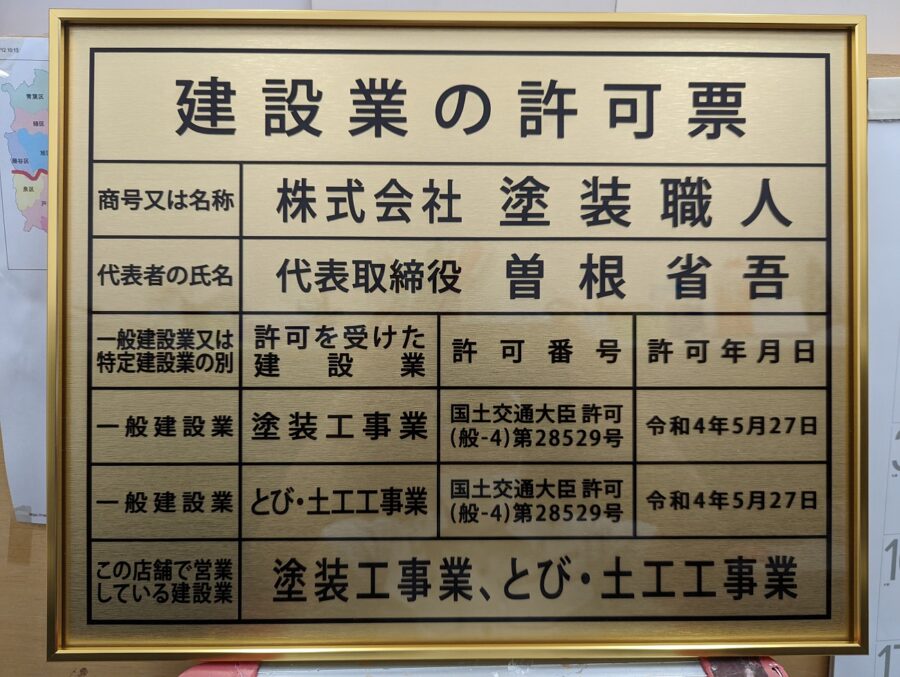 建設業の許可票
商号又は名称 株式会社 塗装職人
代表者の氏名 代表取締役 曽根省吾
一般建設業又は
特定建設業の別
許可を受けた
建設業
許可番号
許可年月日
一般建設業
塗装工事業
国土交通大臣 許可
(般-4)第28529号
令和4年5月27日
一般建設業
とび・土工工事業
国土交通大臣 許可
(般-4)第28529号
令和4年5月27日
この店舗で営業
している建設業
塗装工事業、とび・土工工事業
青葉区
緑区
泉区